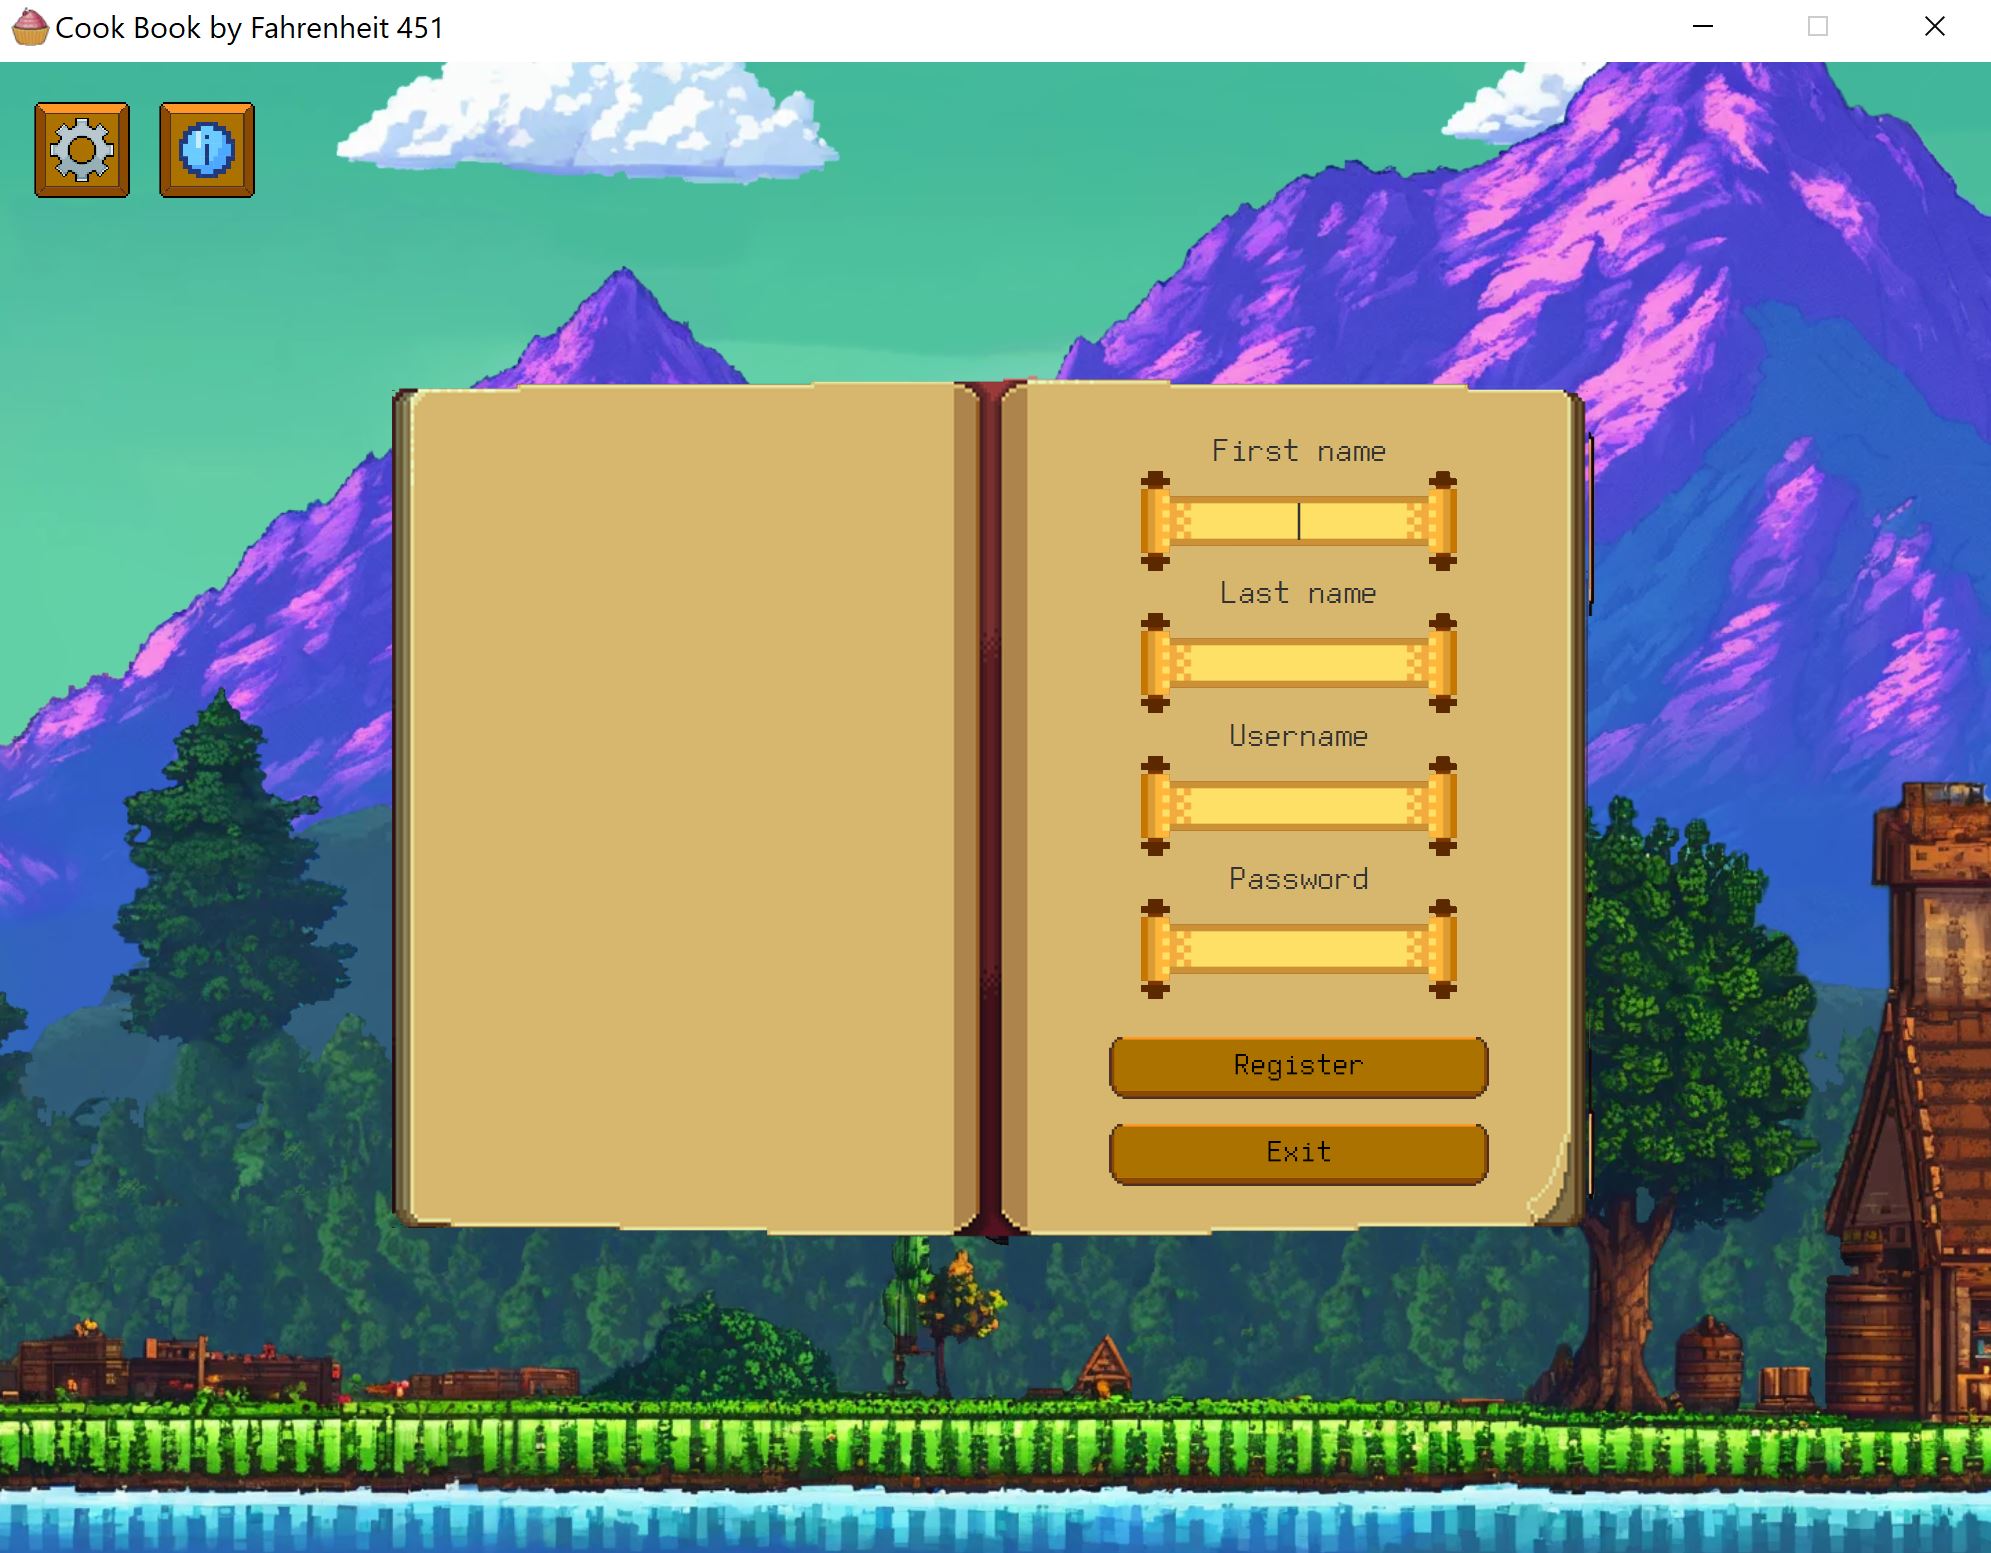 Cook Book by Fahrenheit 451
i
First name
Last name
Username
Password
Register
Exit